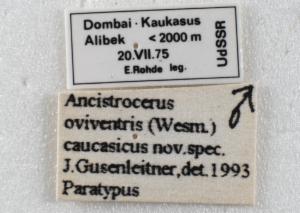 Dombai · Kaukasus
Alibek < 2000 m
20.VII.75
E.Rohde leg.
UdSSR
♂
Ancistrocerus
oviventris (Wesm.)
caucasicus nov.spec.
J.Gusenleitner,det.1993
Paratypus